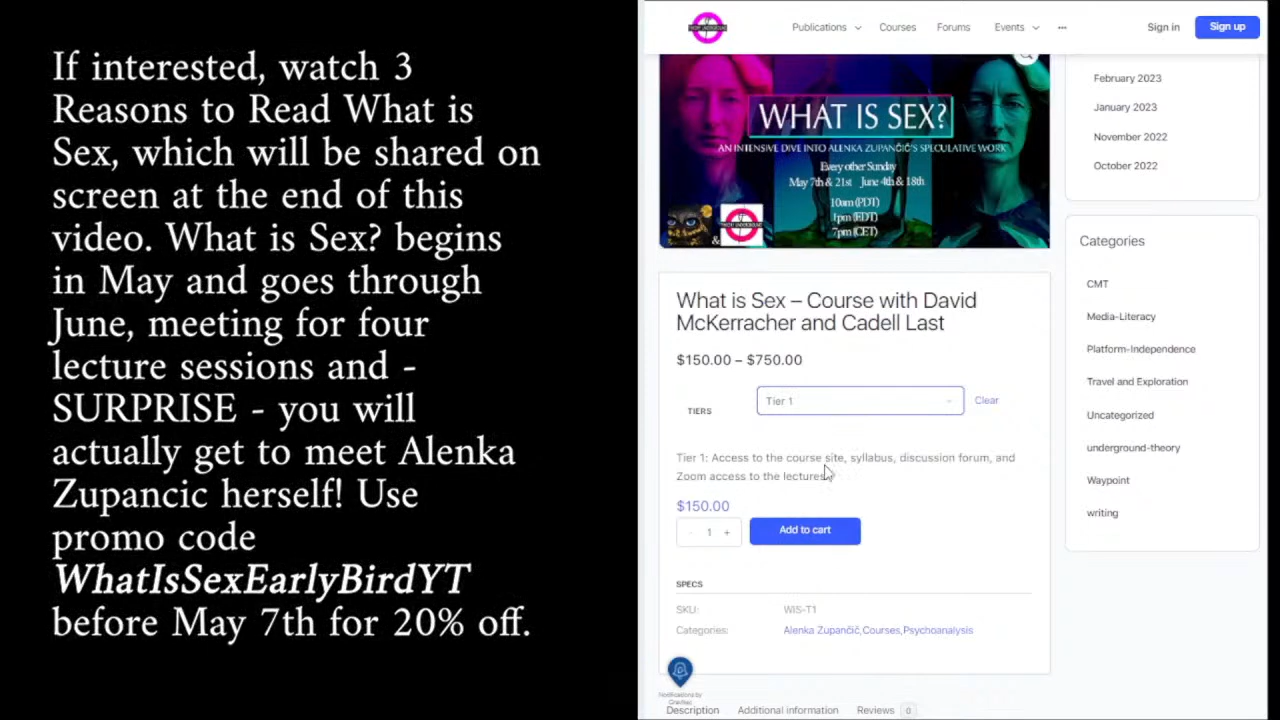 If interested, watch 3
Reasons to Read What is
Sex, which will be shared on
screen at the end of this
video. What is Sex? begins
in May and goes through
June, meeting for four
lecture sessions and -
SURPRISE - you will
actually get to meet Alenka
Zupancic herself! Use
promo code
WhatIsSexEarlyBirdYT
before May 7th for 20% off.
Publications Courses Forums Events ··· Sign in Sign up
WHAT IS SEX?
AN INTENSIVE DIVE INTO ALENKA ZUPANČIČ'S SPECULATIVE WORK
Every other Sunday
May 7th & 21st June 4th & 18th
10am (PDT)
1pm (EDT)
7pm (CET)
&
What is Sex – Course with David
McKerracher and Cadell Last
$150.00 – $750.00
TIERS Tier 1 Clear
Tier 1: Access to the course site, syllabus, discussion forum, and
Zoom access to the lectures
$150.00
- 1 + Add to cart
SPECS
SKU: WIS-T1
Categories: Alenka Zupančič,Courses,Psychoanalysis
Notifications by
Description Additional information Reviews 0
February 2023
January 2023
November 2022
October 2022
Categories
CMT
Media-Literacy
Platform-Independence
Travel and Exploration
Uncategorized
underground-theory
Waypoint
writing